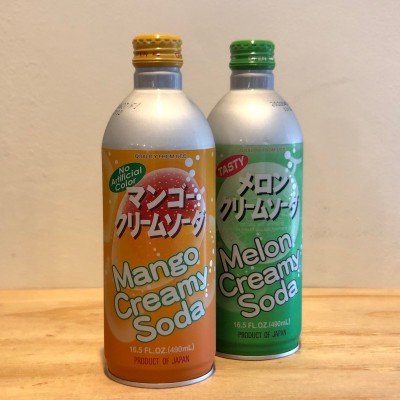 No
Artificial
Color
マンゴー
クリームソーダ
Mango
Creamy
Soda
16.5 FL.OZ.(490mL)
PRODUCT OF JAPAN
TASTY
メロン
クリームソーダ
Melon
Creamy
Soda
16.5 FL.OZ.(490mL)
PRODUCT OF JAPAN